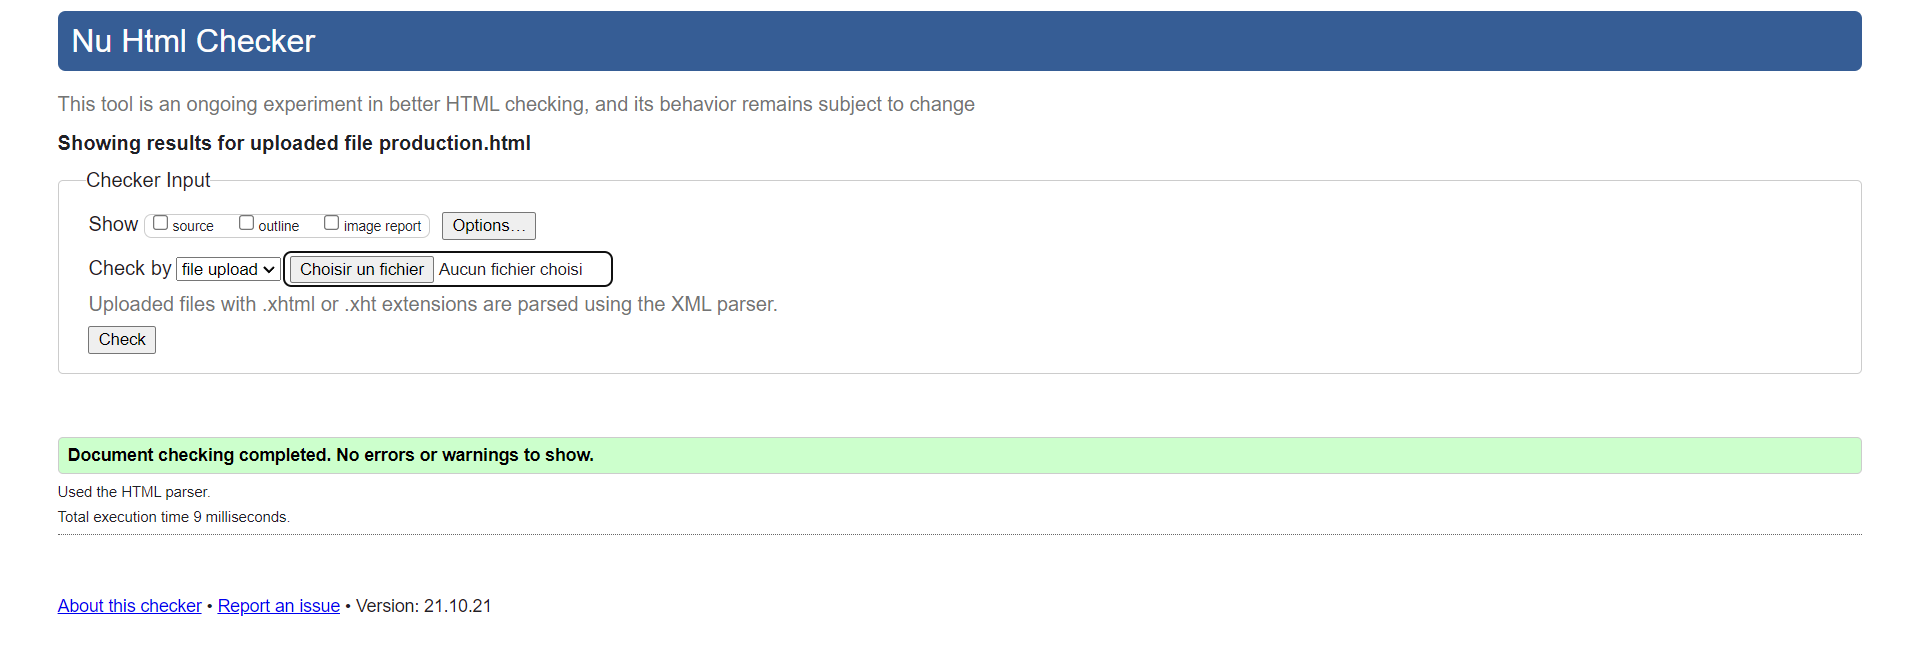 Nu Html Checker
This tool is an ongoing experiment in better HTML checking, and its behavior remains subject to change
Showing results for uploaded file production.html
Checker Input
Show source outline image report Options...
Check by file upload Choisir un fichier Aucun fichier choisi
Uploaded files with .xhtml or .xht extensions are parsed using the XML parser.
Check
Document checking completed. No errors or warnings to show.
Used the HTML parser.
Total execution time 9 milliseconds.
About this checker • Report an issue • Version: 21.10.21